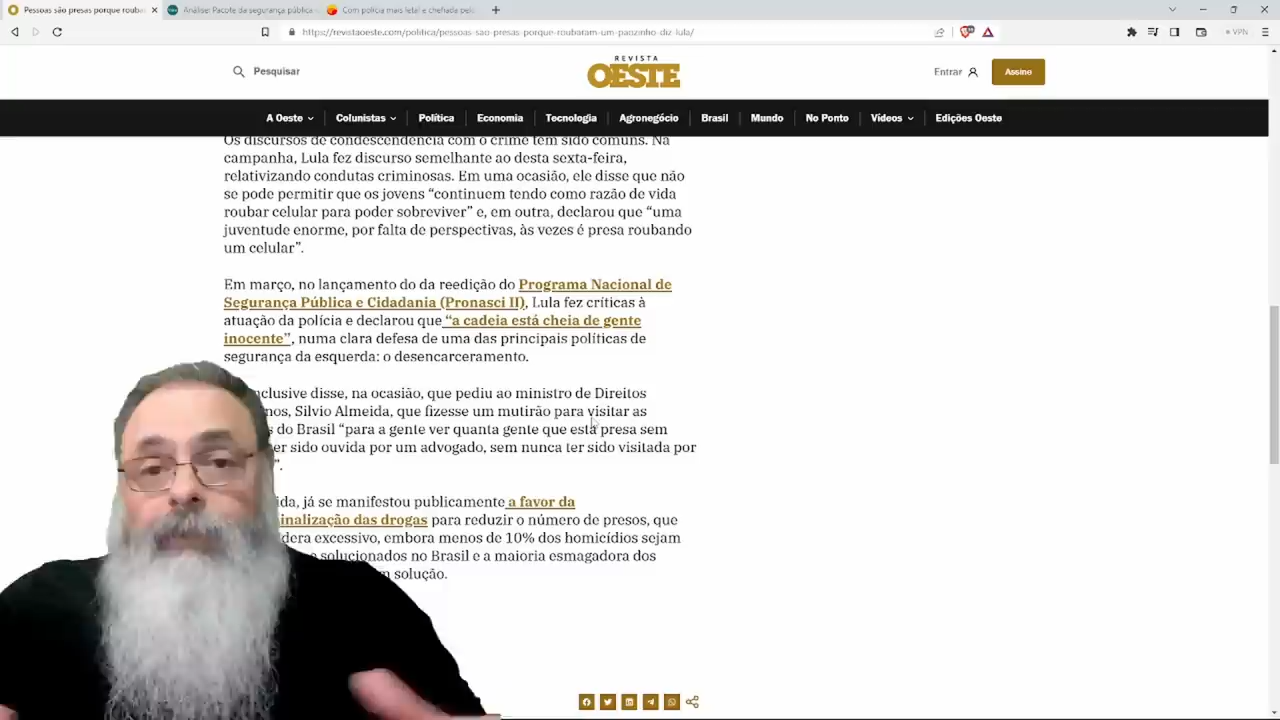 Pessoas são presas porque roubar
Análise: Pacote da segurança pública
Com polícia mais letal e chefiada pel
https://revistaoeste.com/politica/pessoas-sao-presas-porque-roubaram-um-paozinho-diz-lula/
VPN
Pesquisar
REVISTA
OESTE
Entrar
Assine
A Oeste
Colunistas
Política
Economia
Tecnologia
Agronegócio
Brasil
Mundo
No Ponto
Vídeos
Edições Oeste
Os discursos de condescendência com o crime têm sido comuns. Na
campanha, Lula fez discurso semelhante ao desta sexta-feira,
relativizando condutas criminosas. Em uma ocasião, ele disse que não
se pode permitir que os jovens “continuem tendo como razão de vida
roubar celular para poder sobreviver” e, em outra, declarou que “uma
juventude enorme, por falta de perspectivas, às vezes é presa roubando
um celular”.
Em março, no lançamento do da reedição do Programa Nacional de
Segurança Pública e Cidadania (Pronasci II), Lula fez críticas à
atuação da polícia e declarou que “a cadeia está cheia de gente
inocente”, numa clara defesa de uma das principais políticas de
segurança da esquerda: o desencarceramento.
nclusive disse, na ocasião, que pediu ao ministro de Direitos
nos, Silvio Almeida, que fizesse um mutirão para visitar as
s do Brasil “para a gente ver quanta gente que está presa sem
er sido ouvida por um advogado, sem nunca ter sido visitada por
”.
ida, já se manifestou publicamente a favor da
inalização das drogas para reduzir o número de presos, que
dera excessivo, embora menos de 10% dos homicídios sejam
e solucionados no Brasil e a maioria esmagadora dos
m solução.